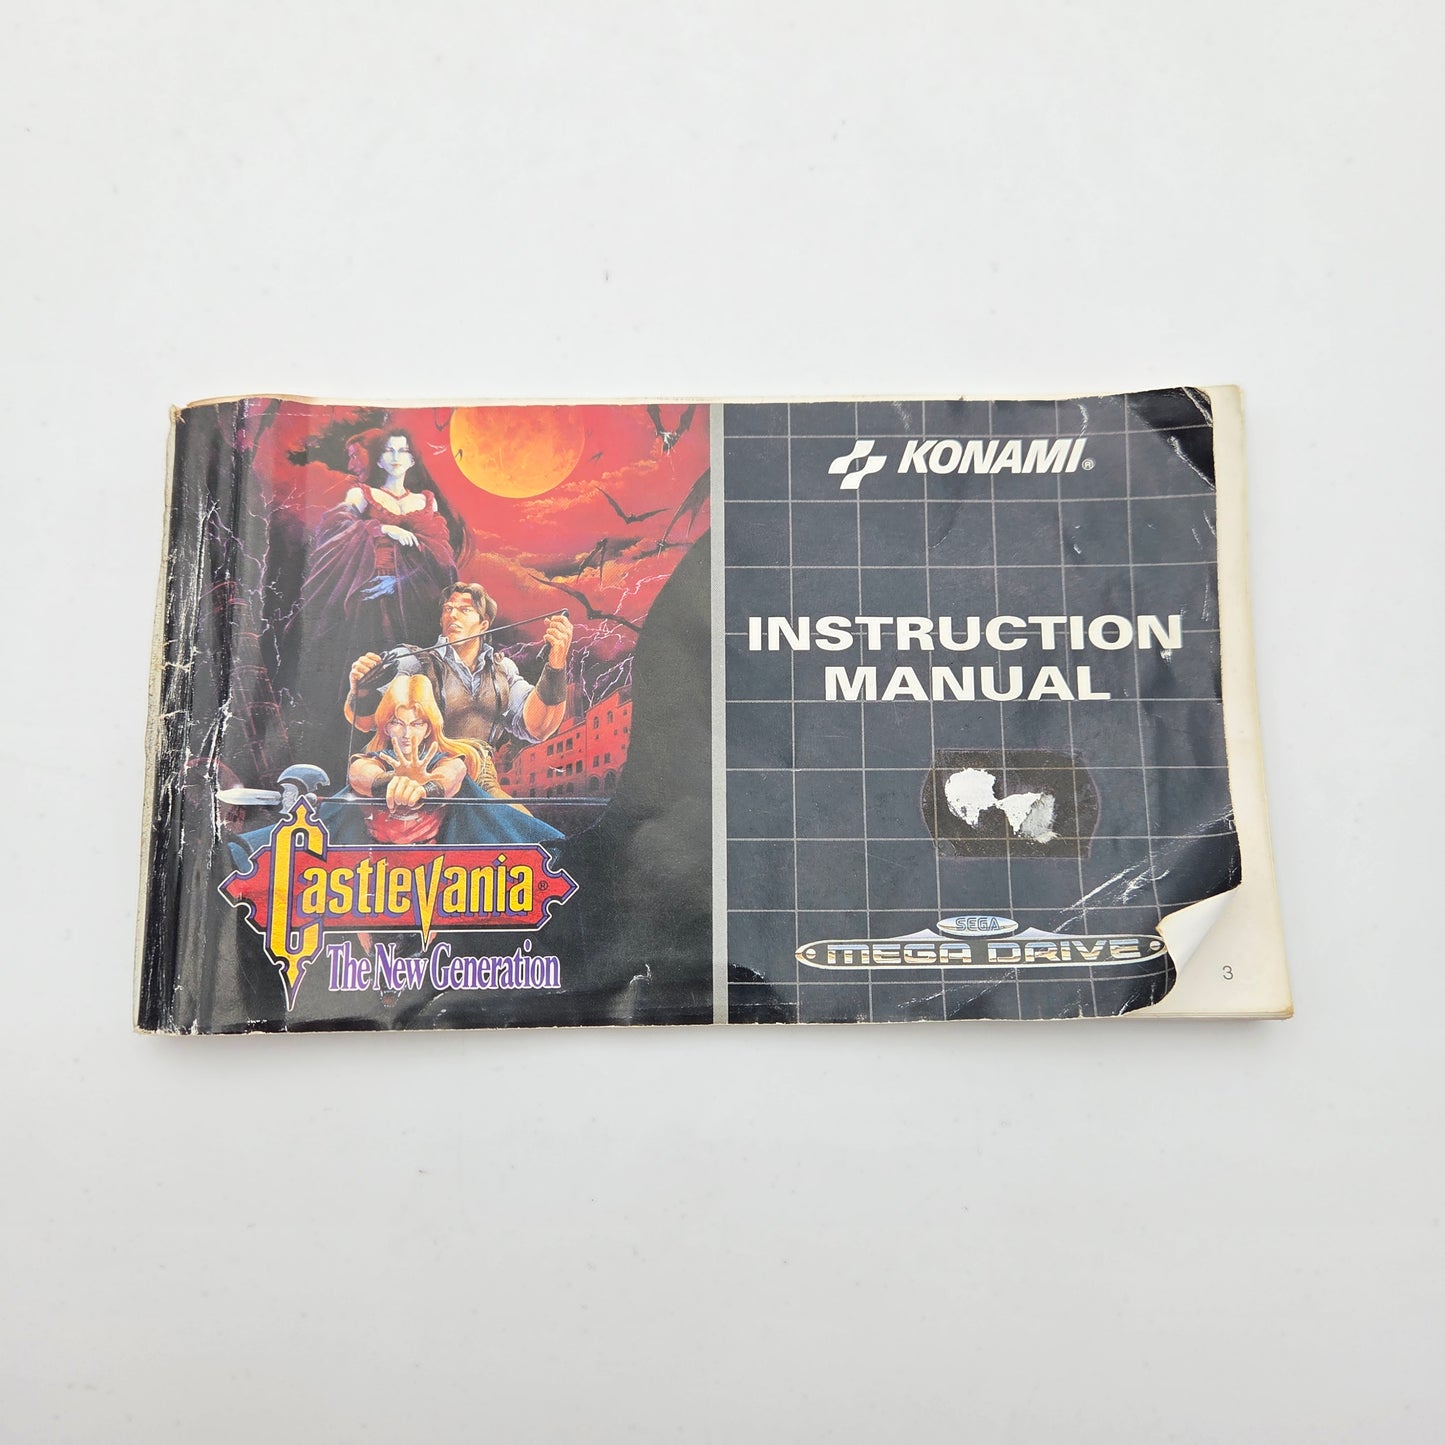 Castlevania®
The New Generation
KONAMI®
INSTRUCTION
MANUAL
SEGA
MEGA DRIVE
3